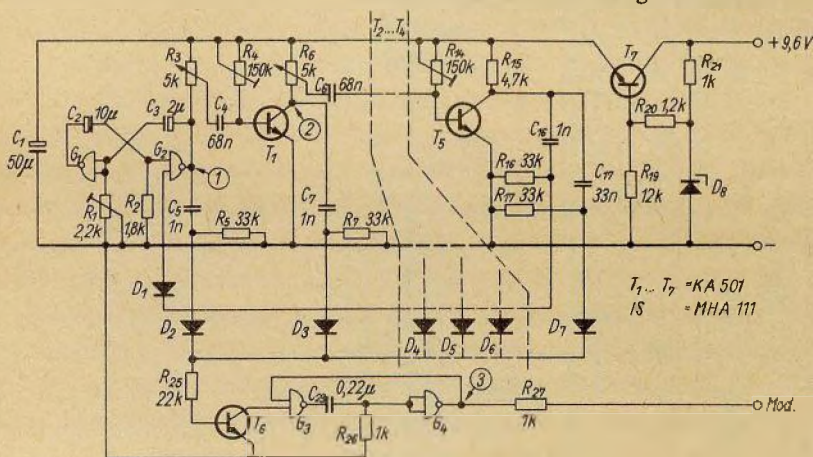 T₂...T₄
R₃
5k
R₄
150k
R₆
5k
C₆
68n
R₁₄
150k
R₁₅
4,7k
T₇
+9,6V
R₂₁
1k
C₂
10µ
C₃
2µ
C₄
68n
T₁
②
T₅
C₁₆
1n
R₂₀ 1,2k
C₁
50µ
G₁
G₂
①
R₁₆ 33k
C₁₇
33n
R₁₉
12k
D₈
R₁
2,2k
R₂
1,8k
C₅
1n
R₅ 33k
C₇
1n
R₇ 33k
R₁₇ 33k
−
D₁
T₁... T₇ =KA 501
IS =MHA 111
D₂
D₃
D₄
D₅
D₆
D₇
R₂₅
22k
T₆
G₃
C₂₉
0,22µ
R₂₆
1k
G₄
③
R₂₇
1k
Mod.